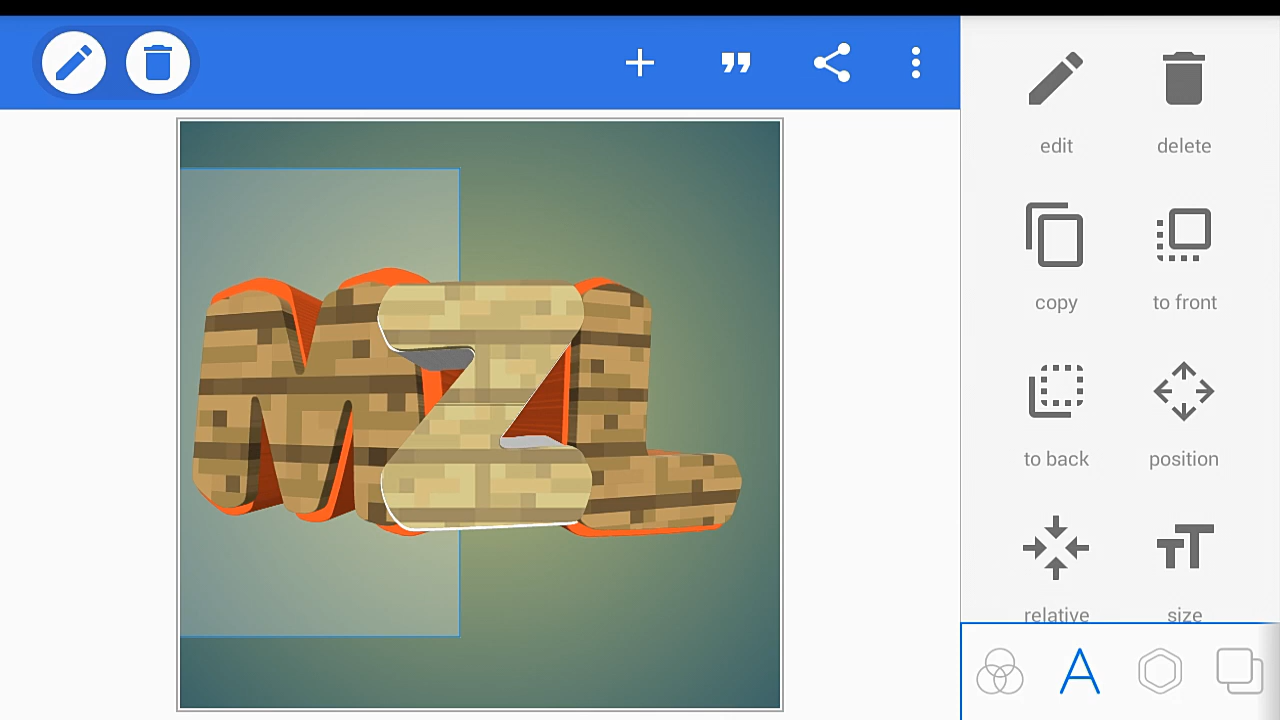 MZL
edit
delete
copy
to front
to back
position
relative
size